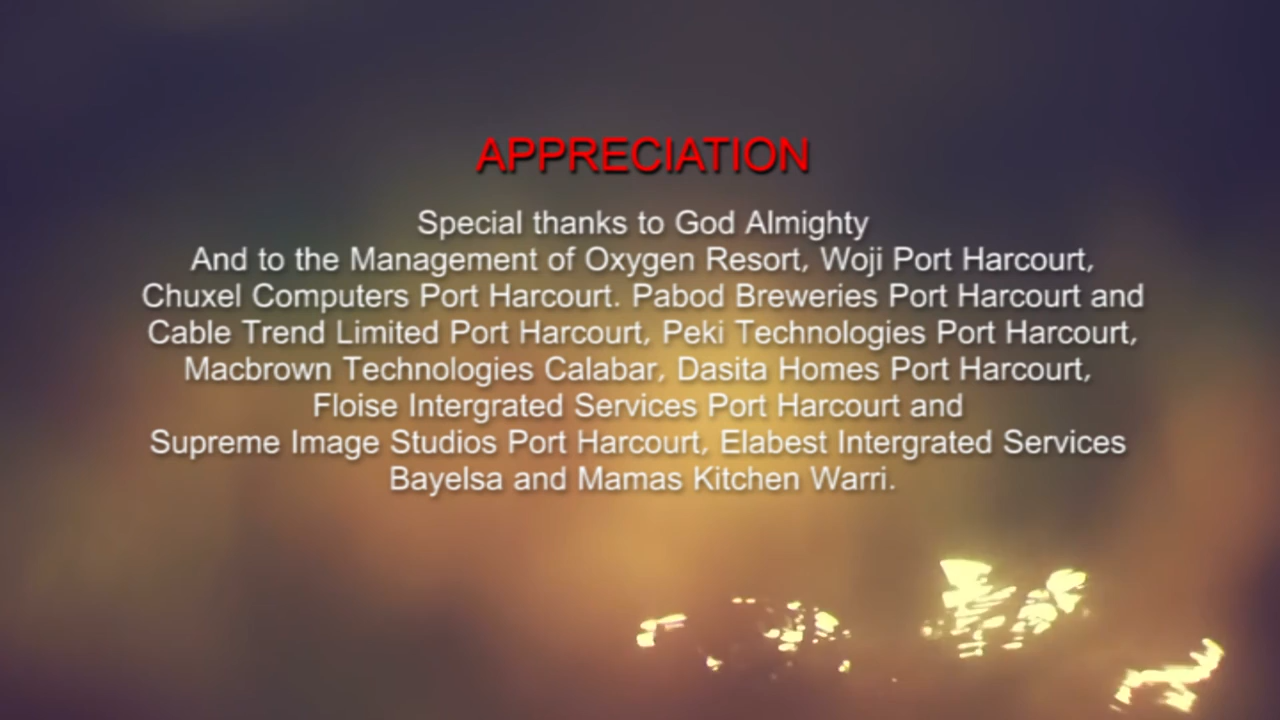 APPRECIATION
Special thanks to God Almighty
And to the Management of Oxygen Resort, Woji Port Harcourt,
Chuxel Computers Port Harcourt. Pabod Breweries Port Harcourt and
Cable Trend Limited Port Harcourt, Peki Technologies Port Harcourt,
Macbrown Technologies Calabar, Dasita Homes Port Harcourt,
Floise Intergrated Services Port Harcourt and
Supreme Image Studios Port Harcourt, Elabest Intergrated Services
Bayelsa and Mamas Kitchen Warri.